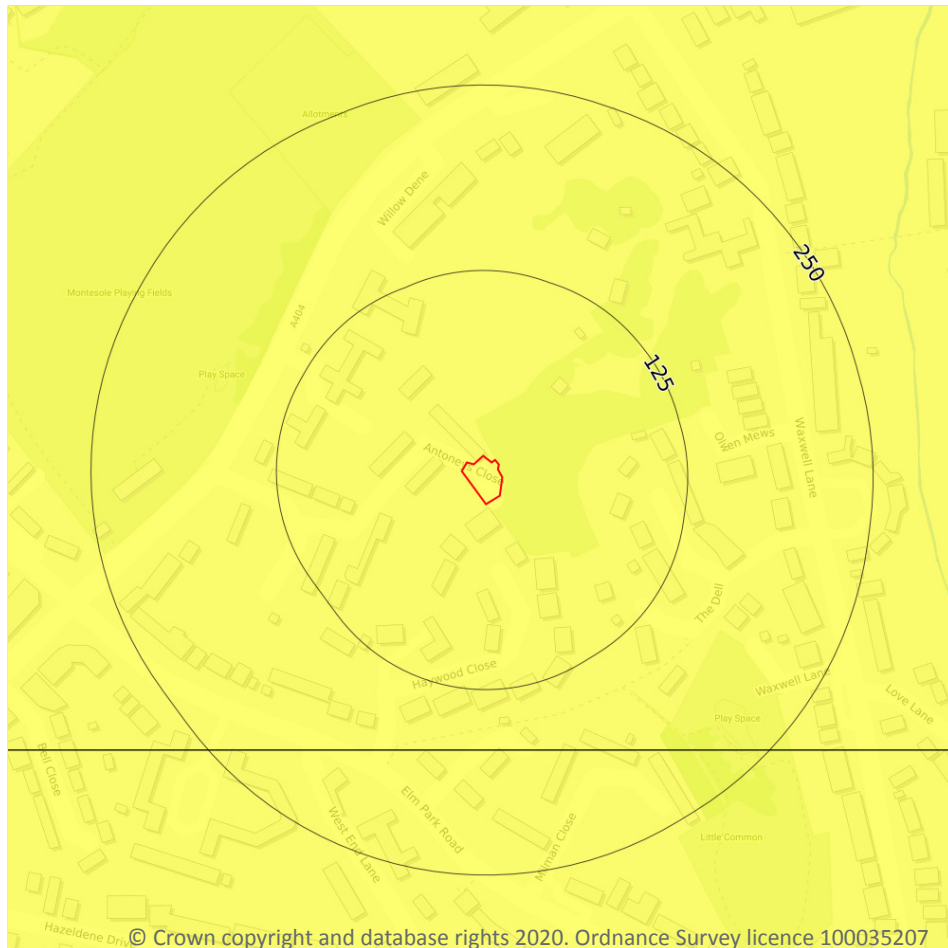 Allotments
Willow Dene
250
Montesole Playing Fields
A404
Play Space
125
Olven Mews
Waxwell Lane
Antoneys Close
The Dell
Haywood Close
Waxwell Lane
Love Lane
Play Space
Bell Close
Elm Park Road
West End Lane
Milman Close
Little Common
Hazeldene Drive
© Crown copyright and database rights 2020. Ordnance Survey licence 100035207